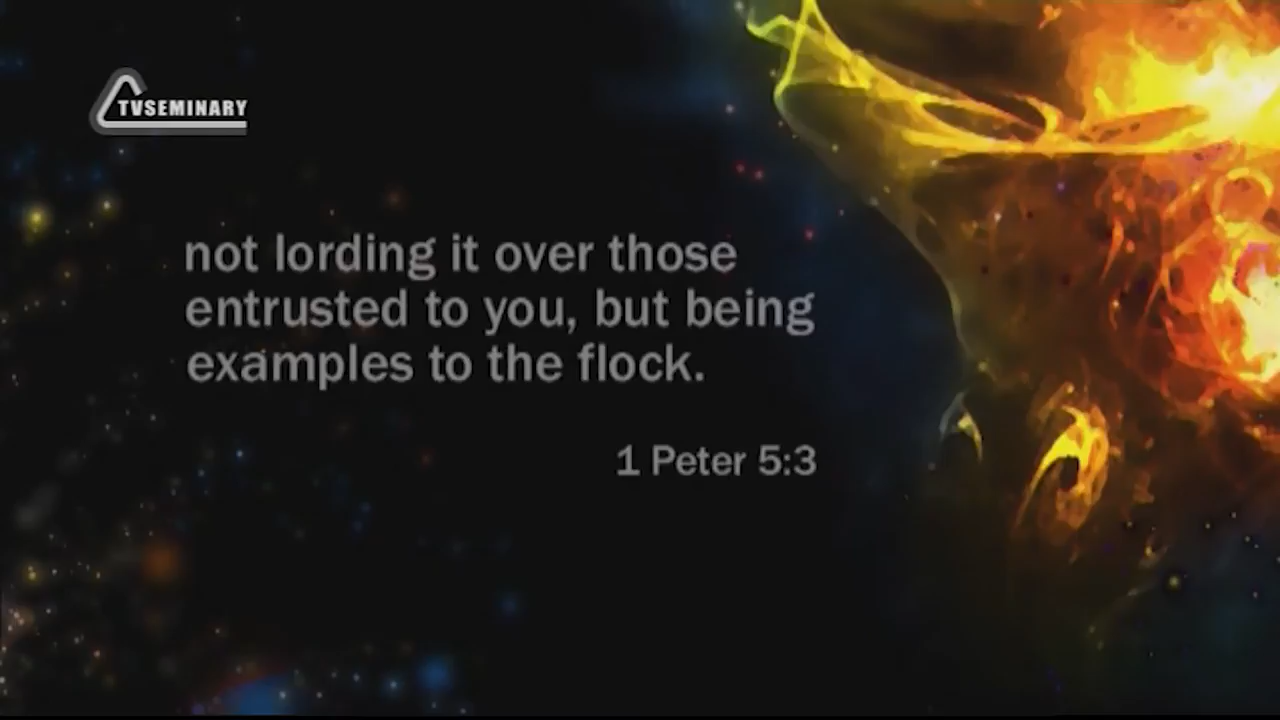 TVSEMINARY
not lording it over those
entrusted to you, but being
examples to the flock.
1 Peter 5:3